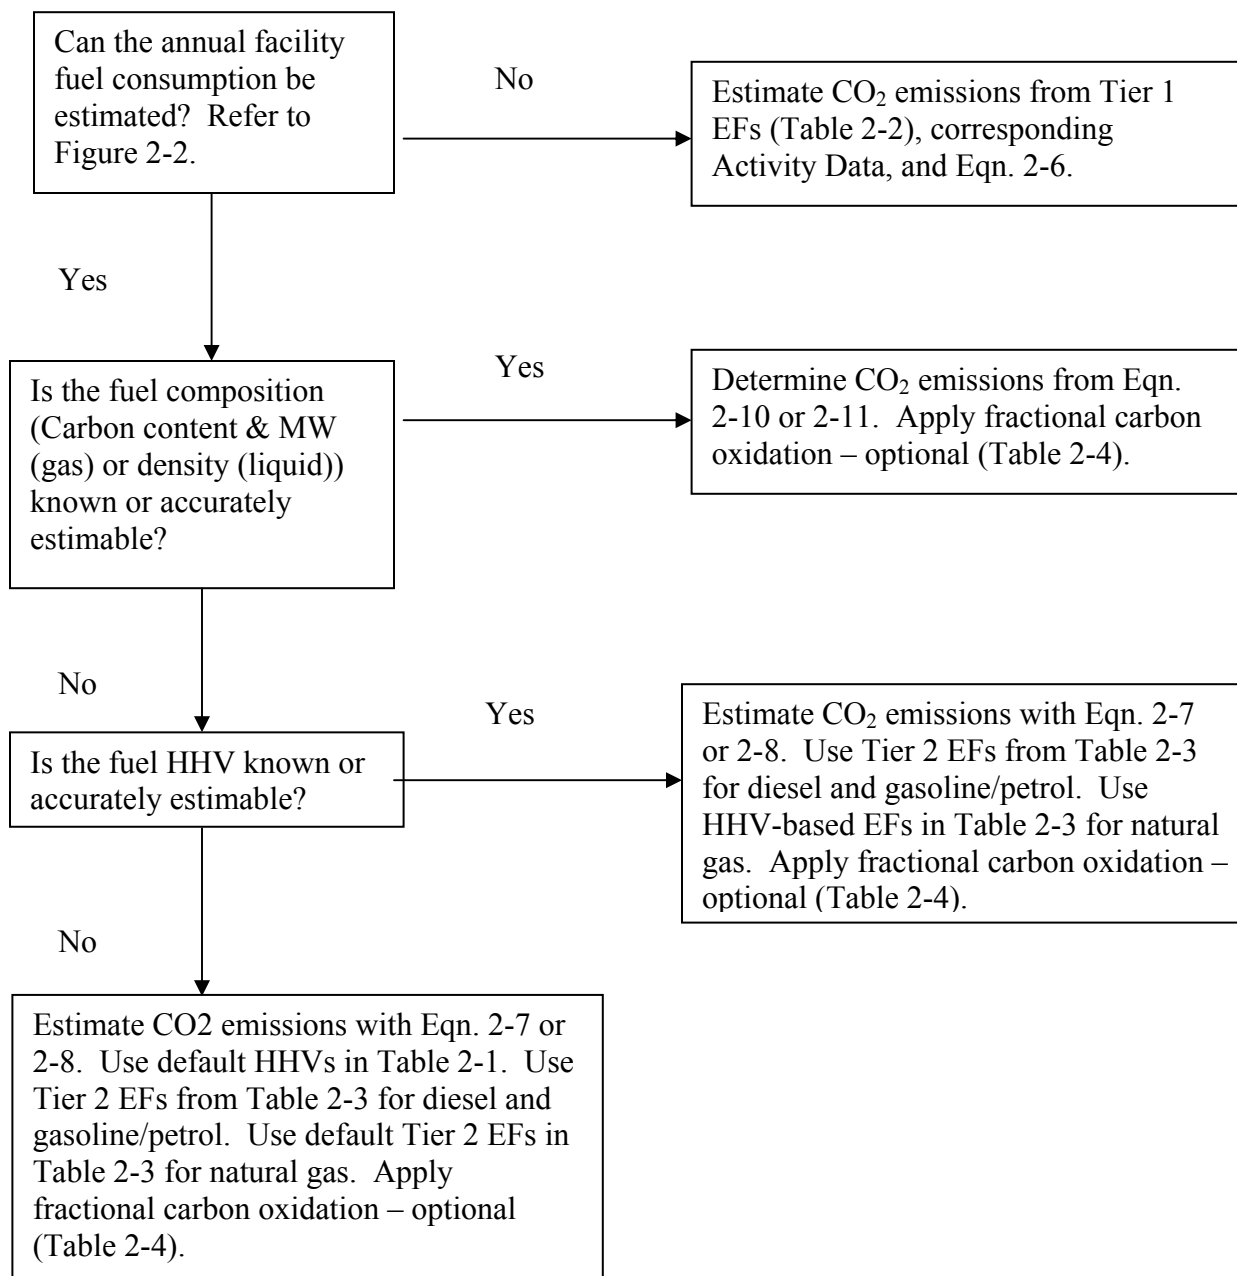 Can the annual facility
fuel consumption be
estimated?  Refer to
Figure 2-2.
No
Estimate CO₂ emissions from Tier 1
EFs (Table 2-2), corresponding
Activity Data, and Eqn. 2-6.
Yes
Is the fuel composition
(Carbon content & MW
(gas) or density (liquid))
known or accurately
estimable?
Yes
Determine CO₂ emissions from Eqn.
2-10 or 2-11.  Apply fractional carbon
oxidation – optional (Table 2-4).
No
Is the fuel HHV known or
accurately estimable?
Yes
Estimate CO₂ emissions with Eqn. 2-7
or 2-8.  Use Tier 2 EFs from Table 2-3
for diesel and gasoline/petrol.  Use
HHV-based EFs in Table 2-3 for natural
gas.  Apply fractional carbon oxidation –
optional (Table 2-4).
No
Estimate CO2 emissions with Eqn. 2-7 or
2-8.  Use default HHVs in Table 2-1.  Use
Tier 2 EFs from Table 2-3 for diesel and
gasoline/petrol.  Use default Tier 2 EFs in
Table 2-3 for natural gas.  Apply
fractional carbon oxidation – optional
(Table 2-4).